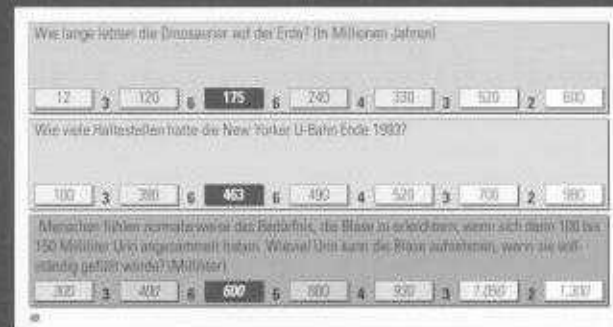 Wie lange lebten die Dinosaurier auf der Erde? (In Millionen Jahren)
12 3 120 6 175 6 240 4 330 3 520 2 600
Wie viele Haltestellen hatte die New Yorker U-Bahn Ende 1983?
100 3 390 6 463 6 490 4 520 3 700 2 980
Menschen fühlen normalerweise das Bedürfnis, die Blase zu erleichtern, wenn sich darin 100 bis
150 Milliliter Urin angesammelt haben. Wieviel Urin kann die Blase aufnehmen, wenn sie voll-
ständig gefüllt würde? (Milliliter)
300 3 400 6 600 5 800 4 930 3 1.050 2 1.300